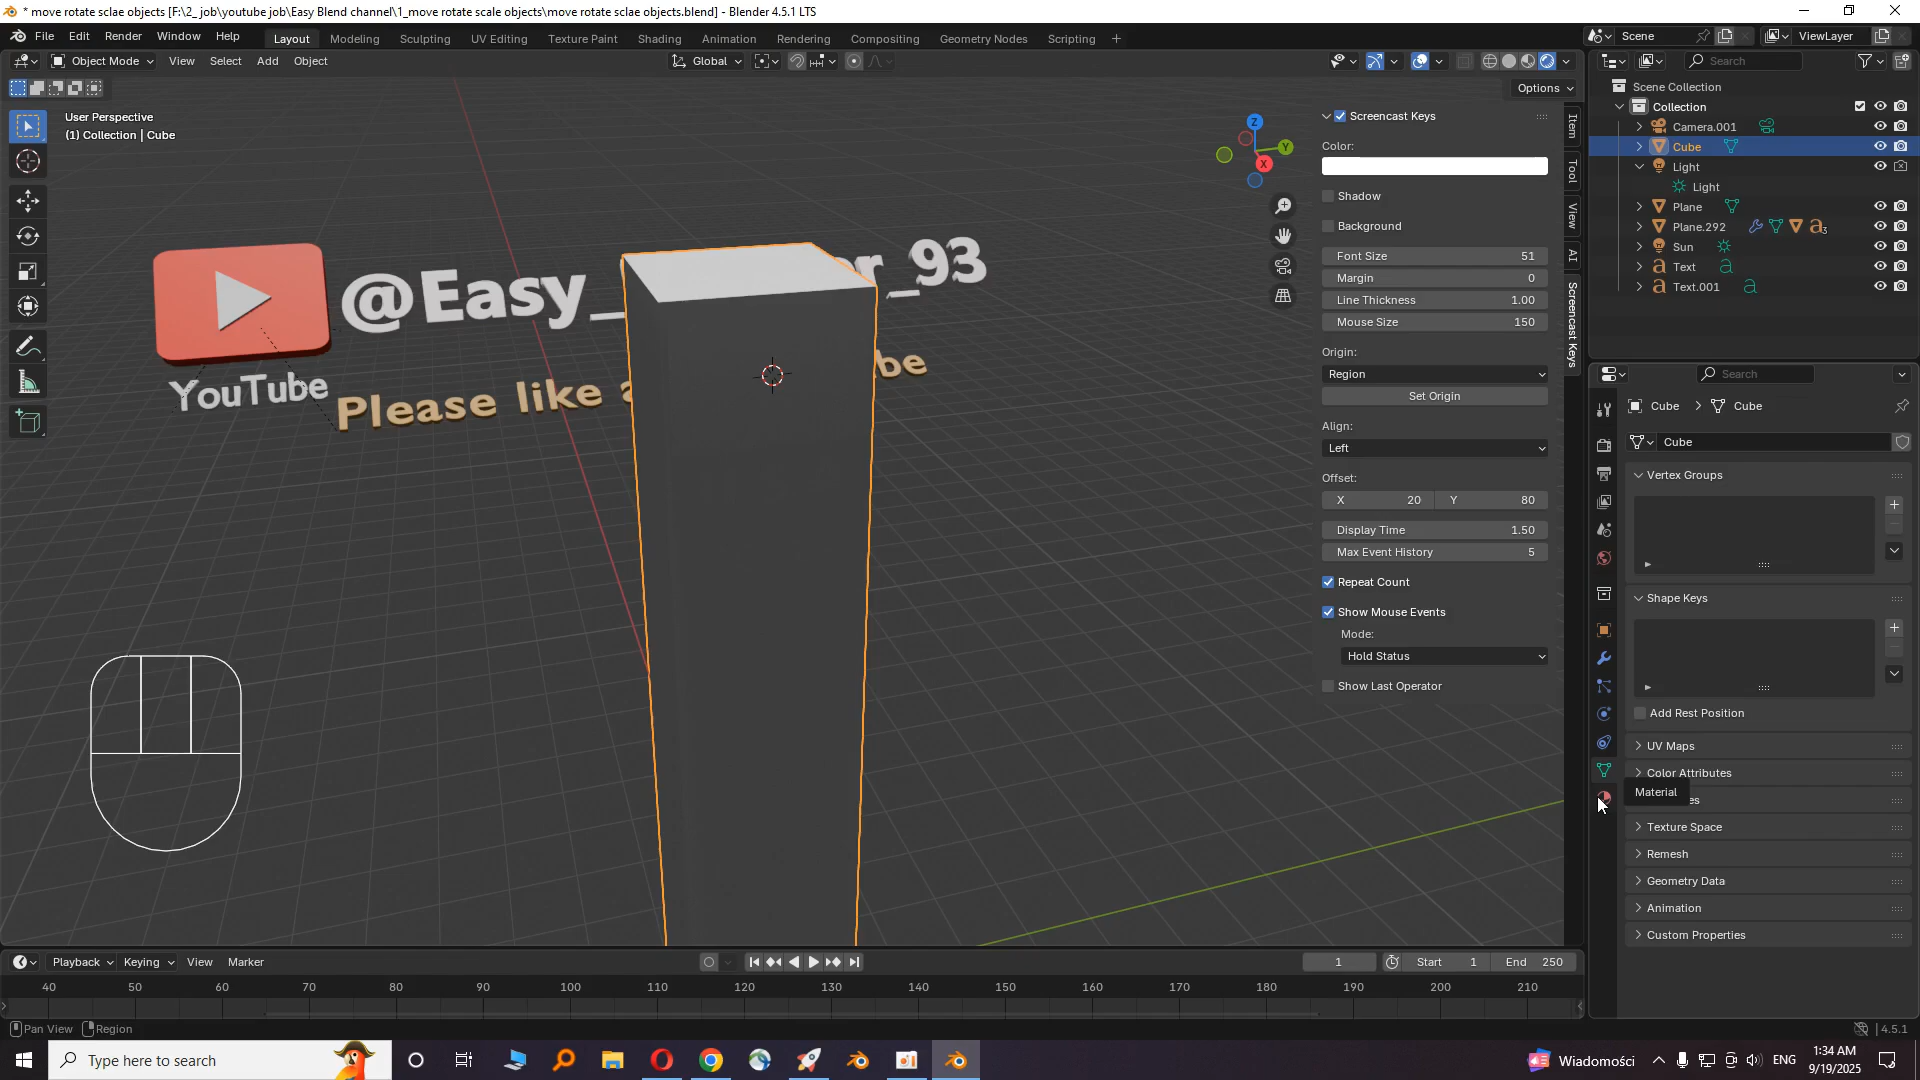 * move rotate sclae objects [F:\2_ job\youtube job\Easy Blend channel\1_move rotate scale objects\move rotate sclae objects.blend] - Blender 4.5.1 LTS
File Edit Render Window Help
Layout Modeling Sculpting UV Editing Texture Paint Shading Animation Rendering Compositing Geometry Nodes Scripting +
Scene
ViewLayer
Object Mode View Select Add Object
Global
Options
Search
User Perspective
(1) Collection | Cube
Z
Y
X
@Easy_
r_93
YouTube
Please like
be
Screencast Keys
Color:
Shadow
Background
Font Size 51
Margin 0
Line Thickness 1.00
Mouse Size 150
Origin:
Region
Set Origin
Align:
Left
Offset:
X 20 Y 80
Display Time 1.50
Max Event History 5
Repeat Count
Show Mouse Events
Mode:
Hold Status
Show Last Operator
Item
Tool
View
AI
Screencast Keys
Scene Collection
Collection
Camera.001
Cube
Light
Light
Plane
Plane.292
3
Sun
Text
Text.001
Search
Cube > Cube
Cube
Vertex Groups
Shape Keys
Add Rest Position
UV Maps
Color Attributes
Material
Texture Space
Remesh
Geometry Data
Animation
Custom Properties
Playback Keying View Marker
1
Start 1 End 250
40 50 60 70 80 90 100 110 120 130 140 150 160 170 180 190 200 210
Pan View Region
4.5.1
Type here to search
Wiadomości
ENG
1:34 AM
9/19/2025